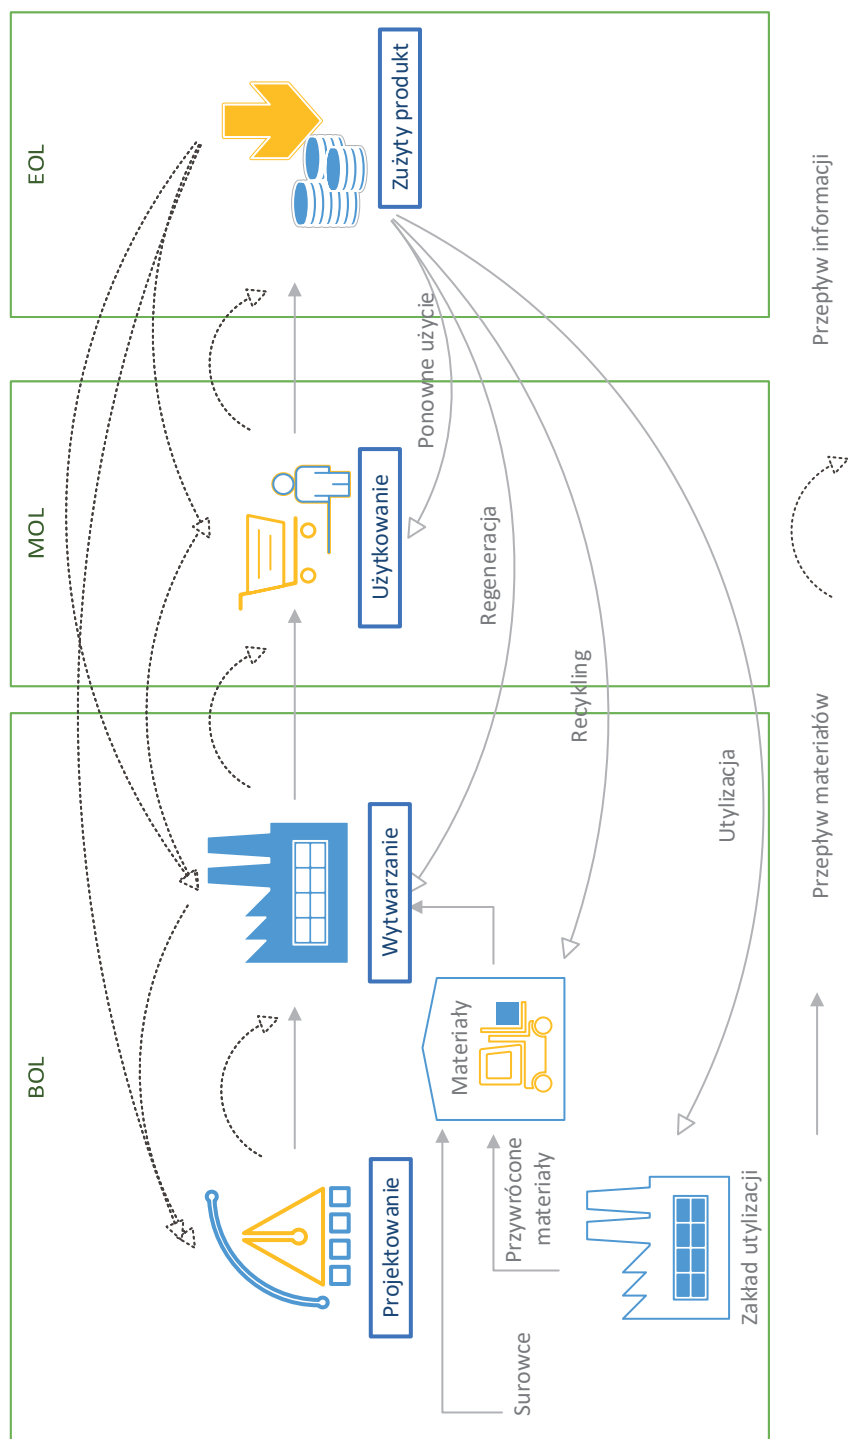 BOL
MOL
EOL
Projektowanie
Wytwarzanie
Użytkowanie
Zużyty produkt
Ponowne użycie
Regeneracja
Recykling
Utylizacja
Materiały
Przywrócone
materiały
Surowce
Zakład utylizacji
Przepływ materiałów
Przepływ informacji